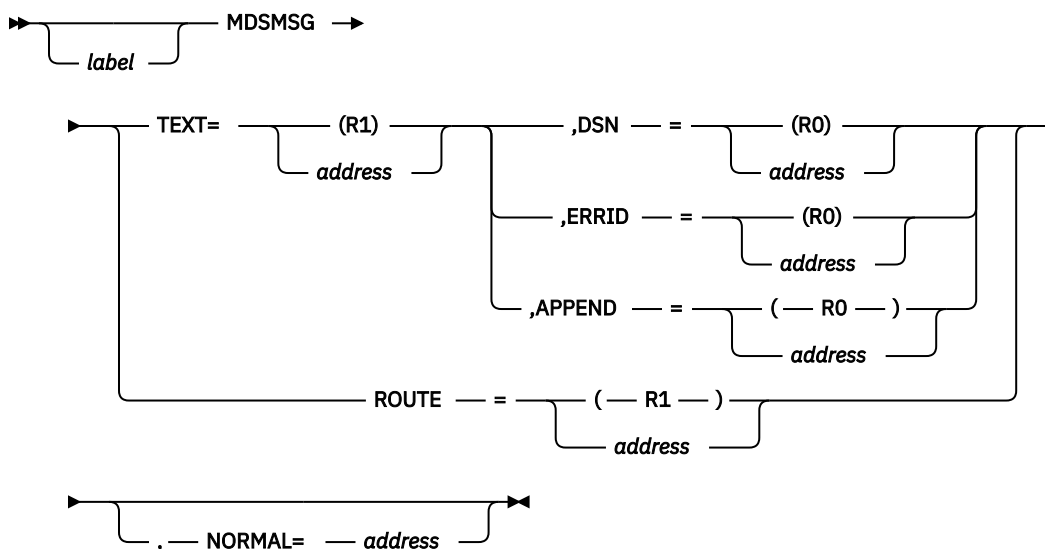 MDSMSG
label
TEXT= (R1) ,DSN = (R0)
address address
,ERRID = (R0)
address
,APPEND = ( R0 )
address
ROUTE = ( R1 )
address
. NORMAL= address